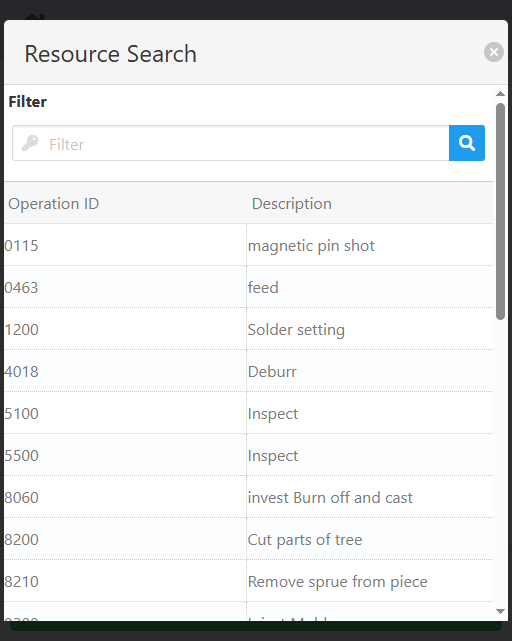 Resource Search
Filter
Filter
Operation ID Description
0115 magnetic pin shot
0463 feed
1200 Solder setting
4018 Deburr
5100 Inspect
5500 Inspect
8060 invest Burn off and cast
8200 Cut parts of tree
8210 Remove sprue from piece